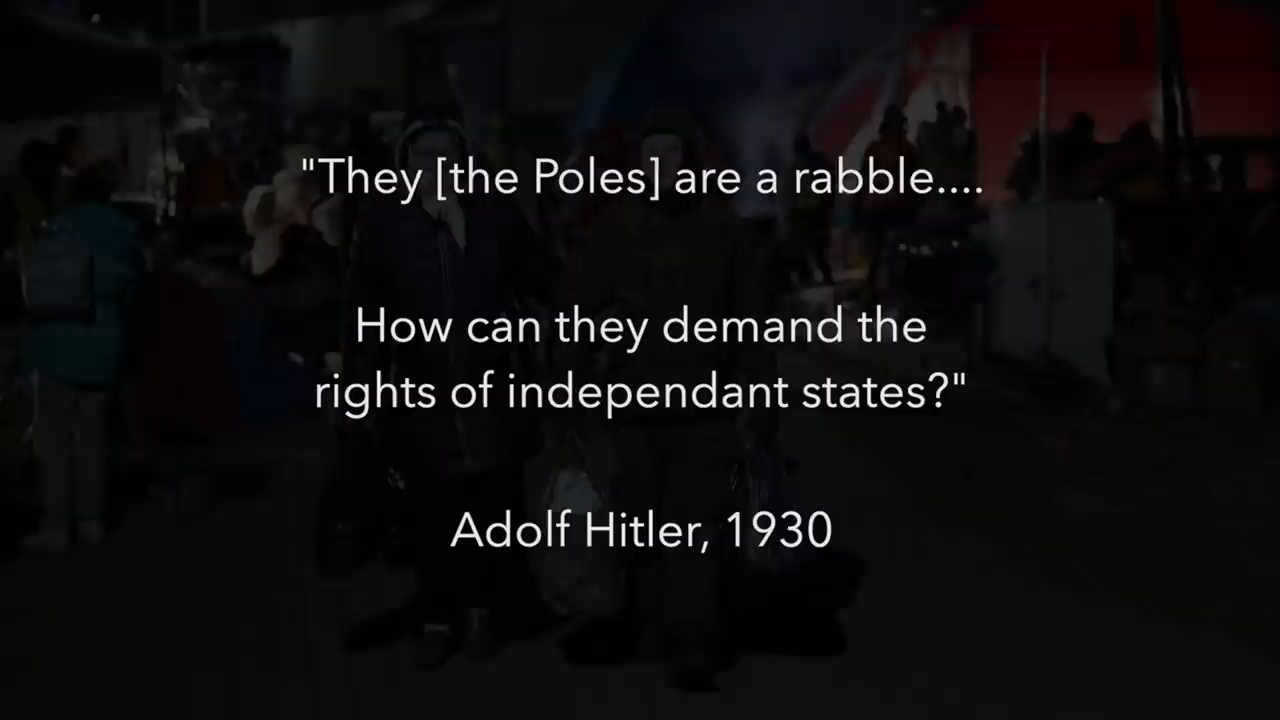 "They [the Poles] are a rabble....
How can they demand the
rights of independant states?"
Adolf Hitler, 1930